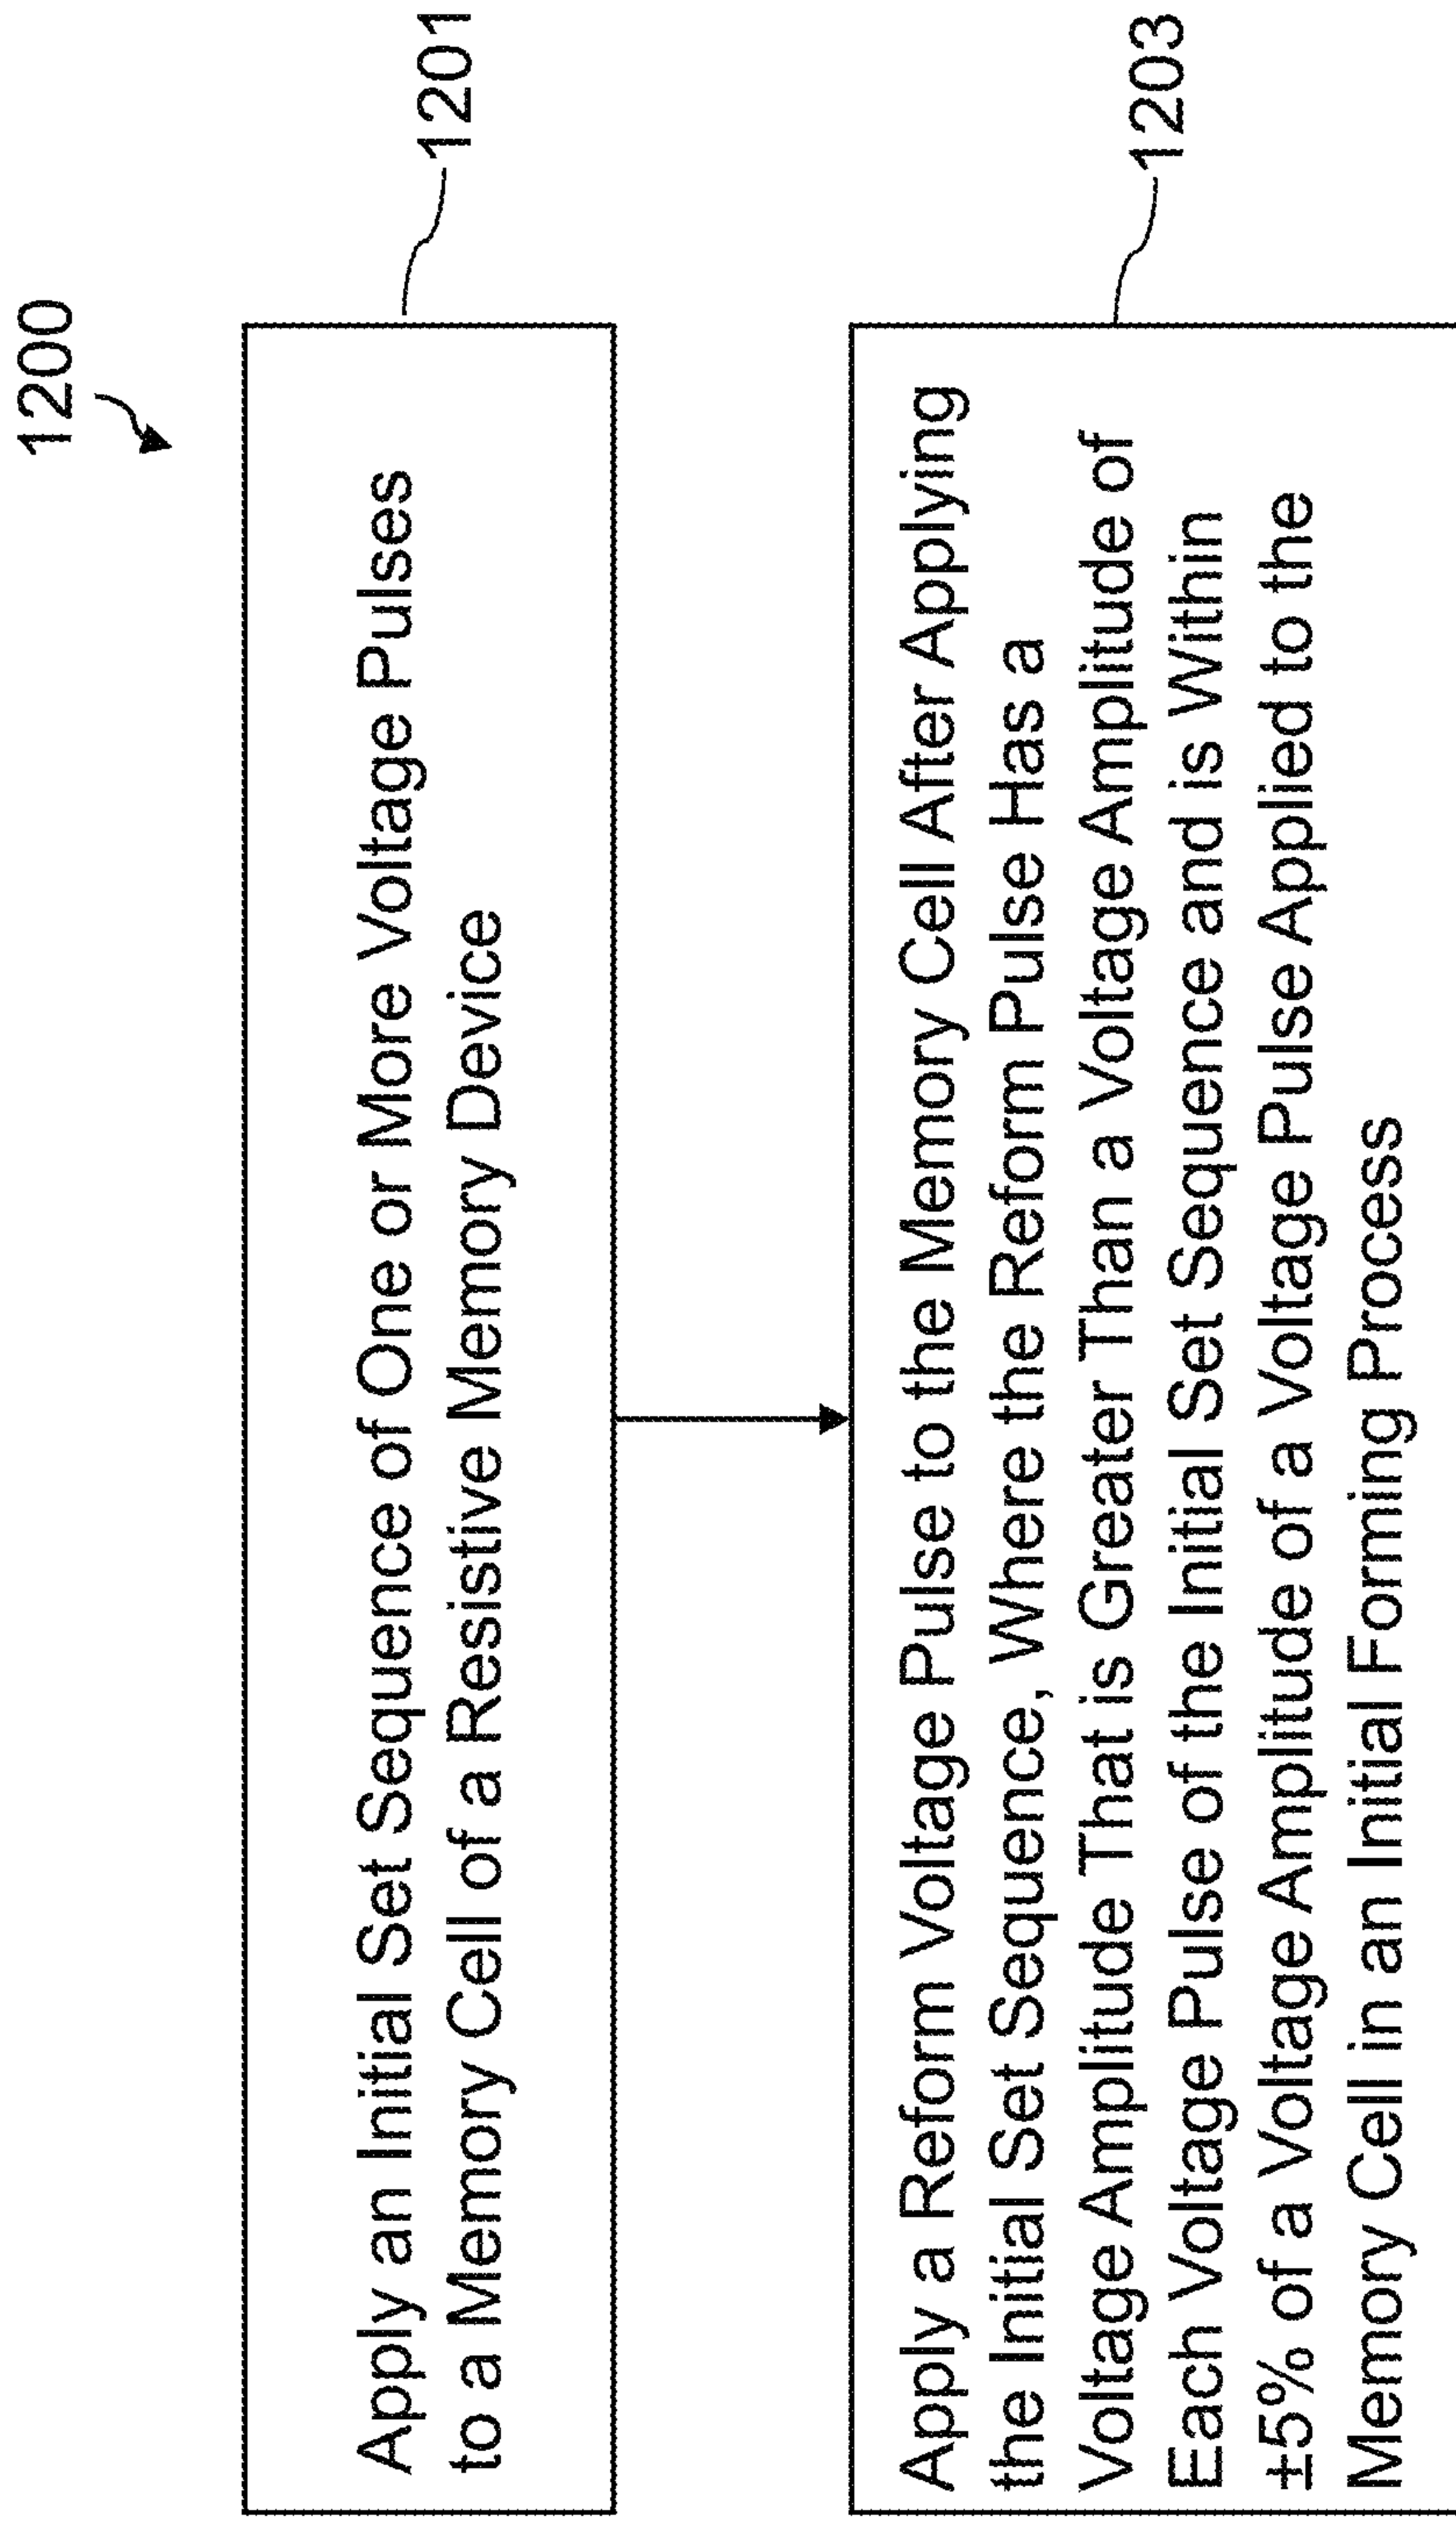 1200
Apply an Initial Set Sequence of One or More Voltage Pulses
to a Memory Cell of a Resistive Memory Device
1201
Apply a Reform Voltage Pulse to the Memory Cell After Applying
the Initial Set Sequence, Where the Reform Pulse Has a
Voltage Amplitude That is Greater Than a Voltage Amplitude of
Each Voltage Pulse of the Initial Set Sequence and is Within
±5% of a Voltage Amplitude of a Voltage Pulse Applied to the
Memory Cell in an Initial Forming Process
1203